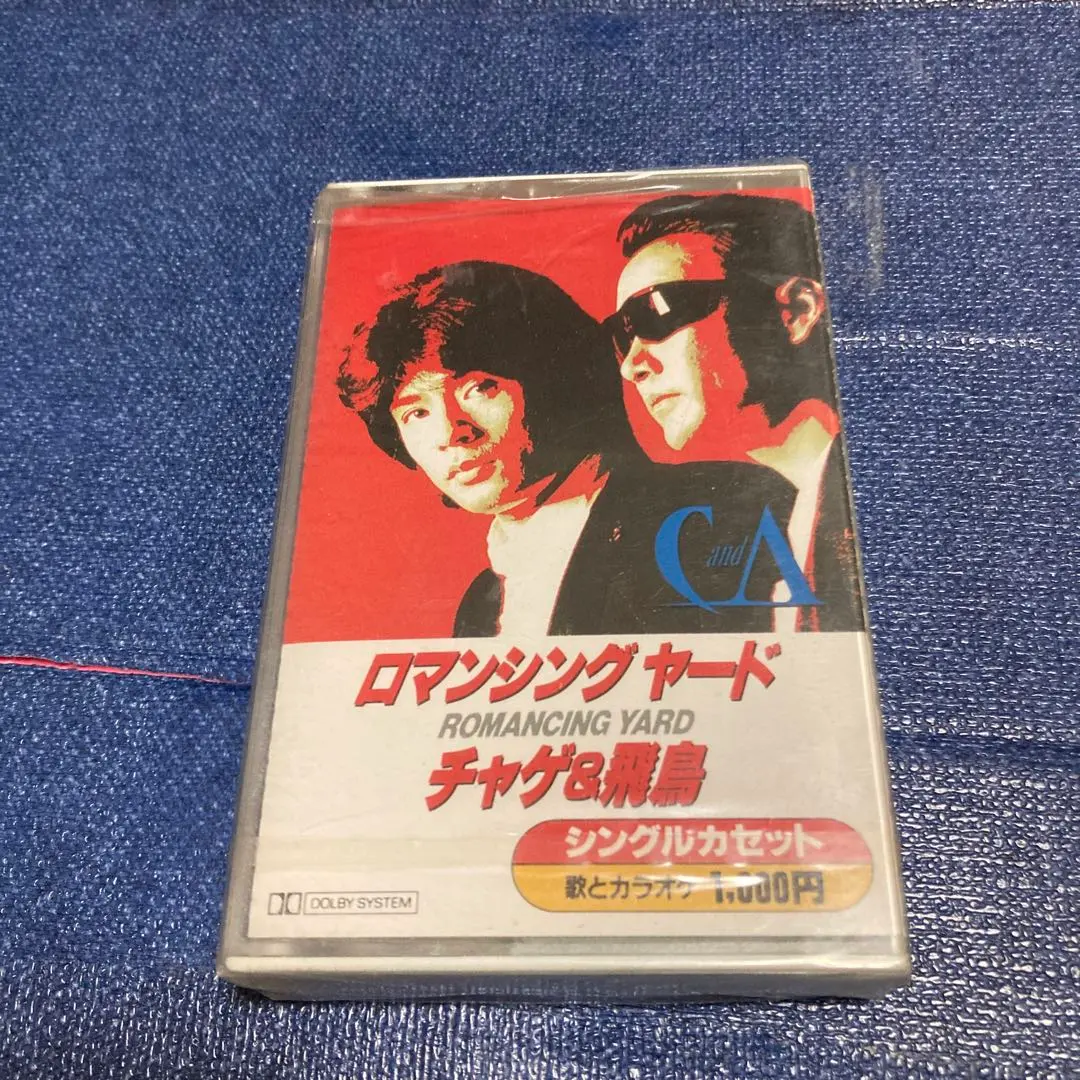 C and A
ロマンシング ヤード
ROMANCING YARD
チャゲ&飛鳥
シングルカセット
歌とカラオケ 1,000円
DOLBY SYSTEM